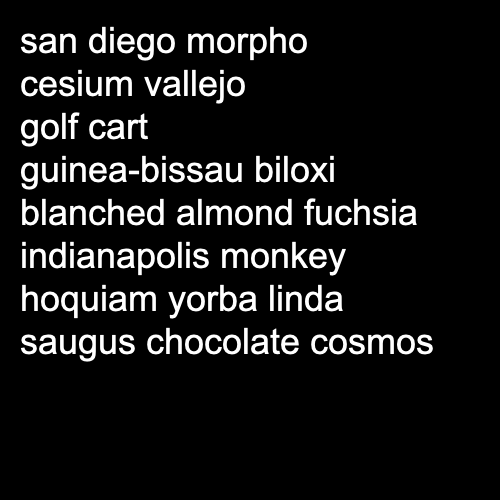 san diego morpho
cesium vallejo
golf cart
guinea-bissau biloxi
blanched almond fuchsia
indianapolis monkey
hoquiam yorba linda
saugus chocolate cosmos